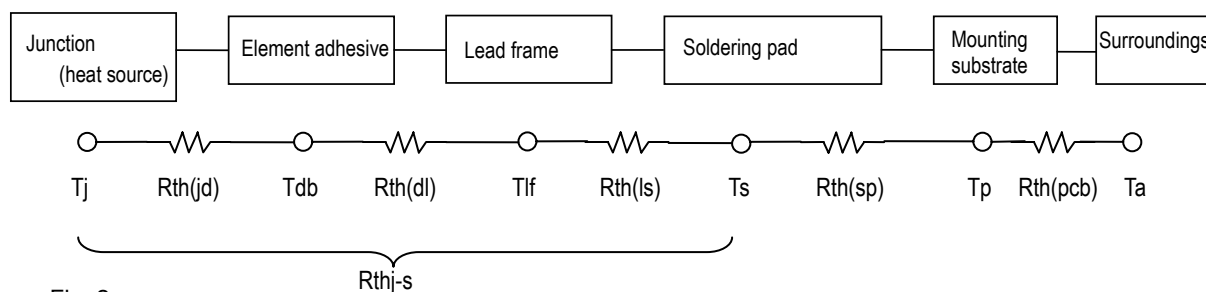 Junction
(heat source)
Element adhesive
Lead frame
Soldering pad
Mounting
substrate
Surroundings
Tj Rth(jd) Tdb Rth(dl) Tlf Rth(ls) Ts Rth(sp) Tp Rth(pcb) Ta
Rthj-s